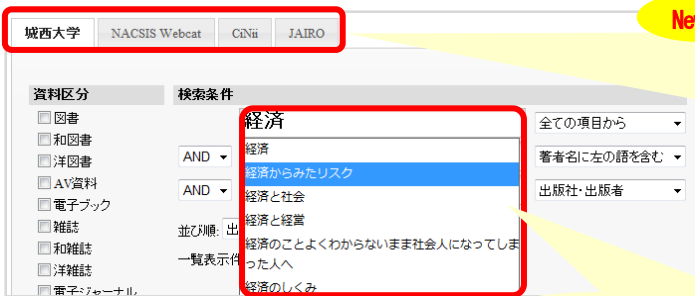 New
城西大学 NACSIS Webcat CiNii JAIRO
資料区分 検索条件
図書 経済 全ての項目から
和図書
洋図書 AND 経済 著者名に左の語を含む
経済からみたリスク
AV資料 AND 経済と社会 出版社・出版者
電子ブック
雑誌 並び順: 出 経済と経営
和雑誌 経済のことよくわからないまま社会人になってしま
洋雑誌 一覧表示件 った人へ
電子ジャーナル 経済のしくみ